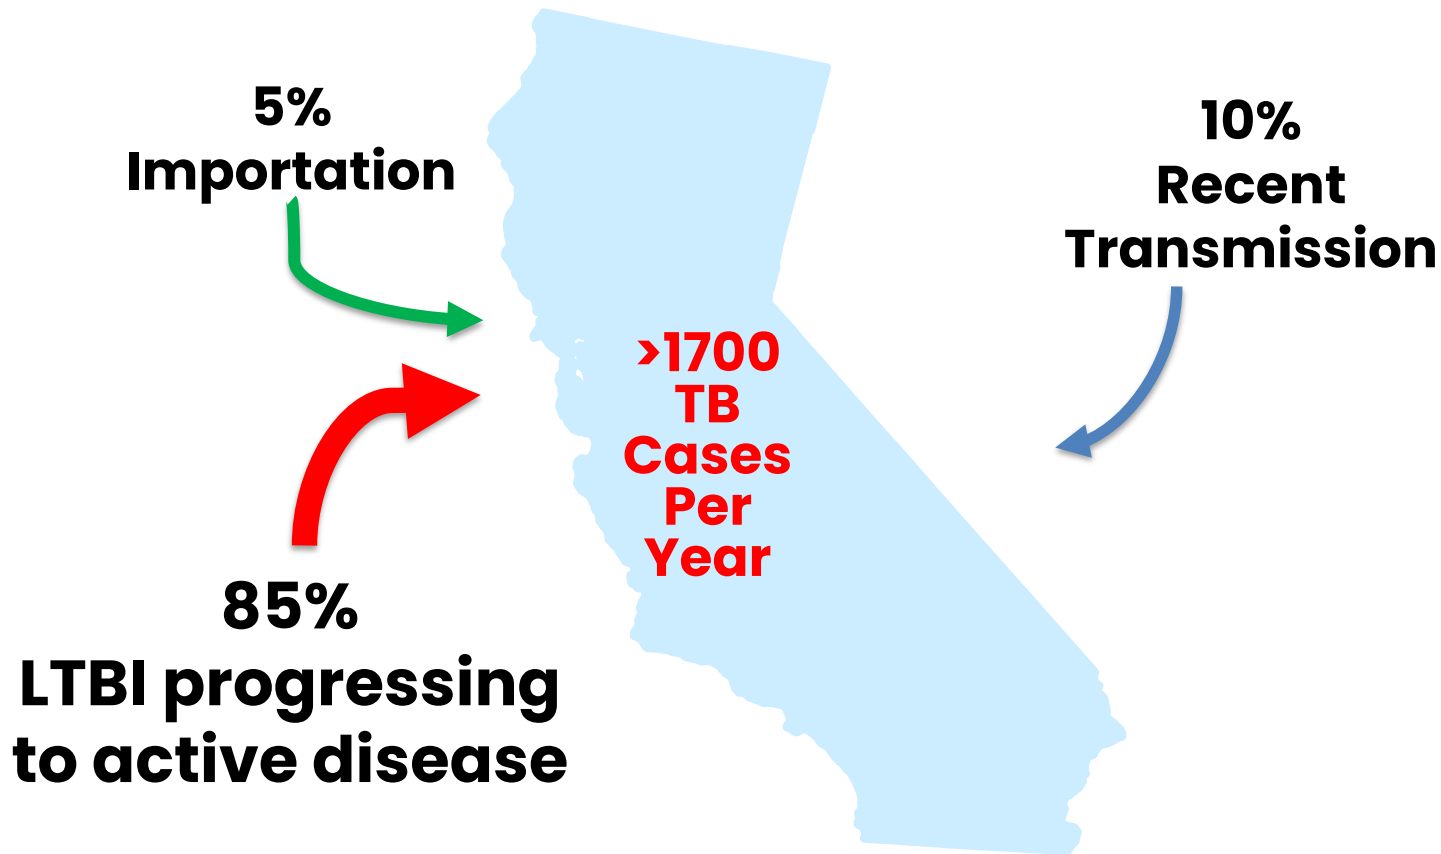 5%
Importation
10%
Recent
Transmission
>1700
TB
Cases
Per
Year
85%
LTBI progressing
to active disease